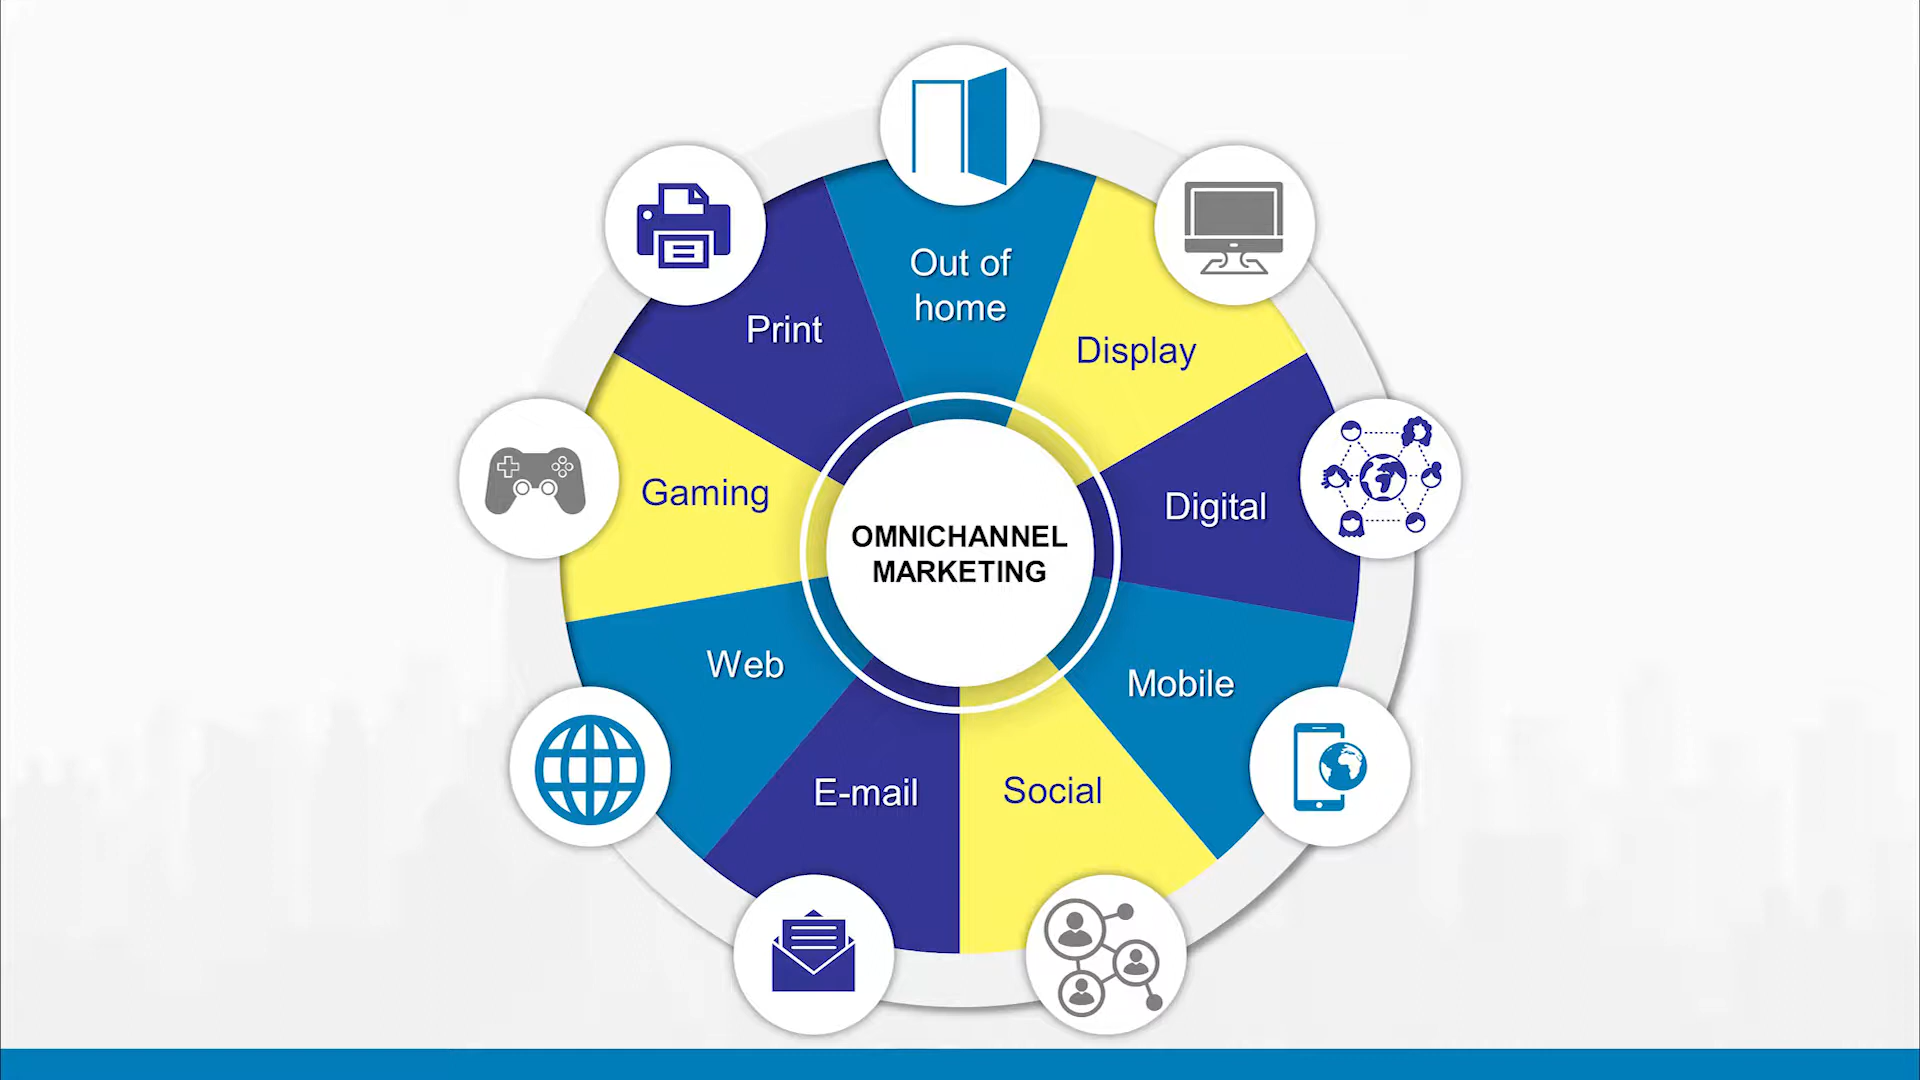 Out of
home
Display
Digital
Mobile
Social
E-mail
Web
Gaming
Print
OMNICHANNEL
MARKETING